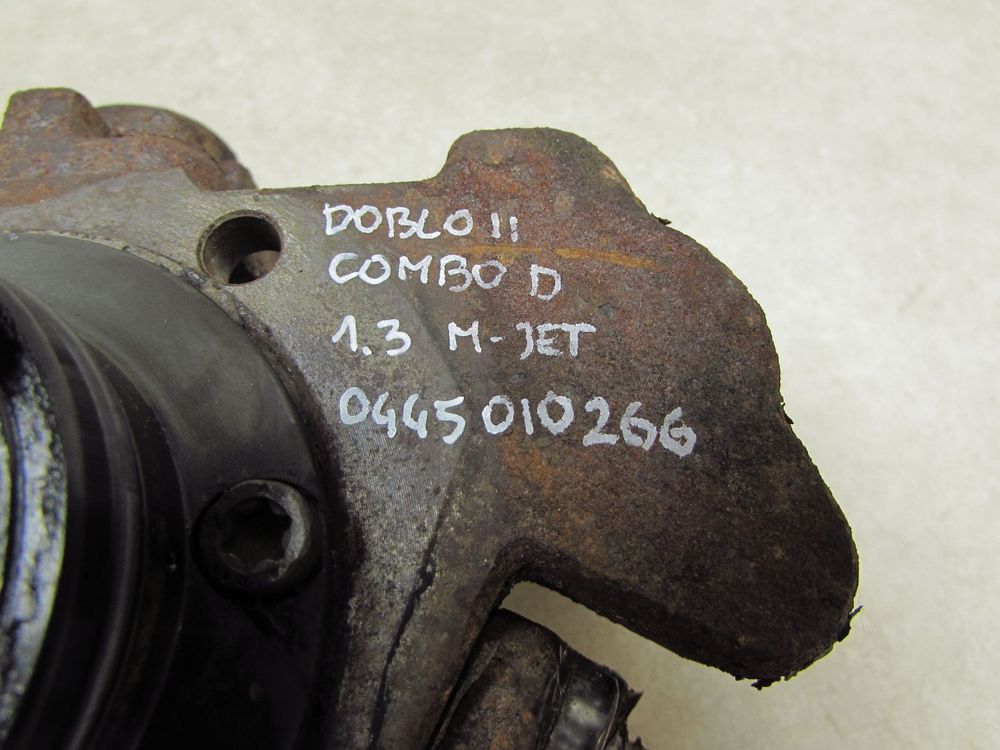 DOBLO II
COMBO D
1.3 M-JET
0445010266